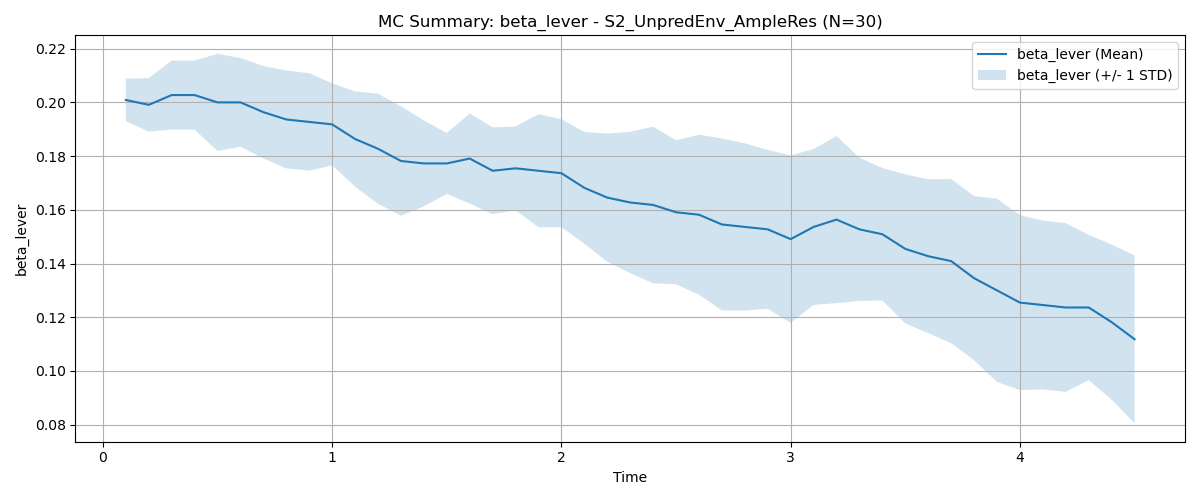 MC Summary: beta_lever - S2_UnpredEnv_AmpleRes (N=30)
beta_lever (Mean)
beta_lever (+/- 1 STD)
beta_lever
0.22
0.20
0.18
0.16
0.14
0.12
0.10
0.08
0 1 2 3 4
Time